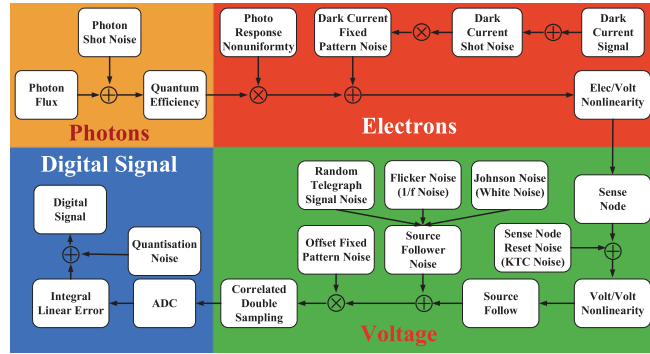 Photon
Shot Noise
Photon
Flux
Quantum
Efficiency
Photons
Photo
Response
Nonuniformty
Dark Current
Fixed
Pattern Noise
Dark
Current
Shot Noise
Dark
Current
Signal
Elec/Volt
Nonlinearity
Electrons
Digital Signal
Digital
Signal
Quantisation
Noise
Integral
Linear Error
ADC
Random
Telegraph
Signal Noise
Flicker Noise
(1/f Noise)
Johnson Noise
(White Noise)
Sense
Node
Offset Fixed
Pattern Noise
Source
Follower
Noise
Sense Node
Reset Noise
(KTC Noise)
Correlated
Double
Sampling
Source
Follow
Volt/Volt
Nonlinearity
Voltage